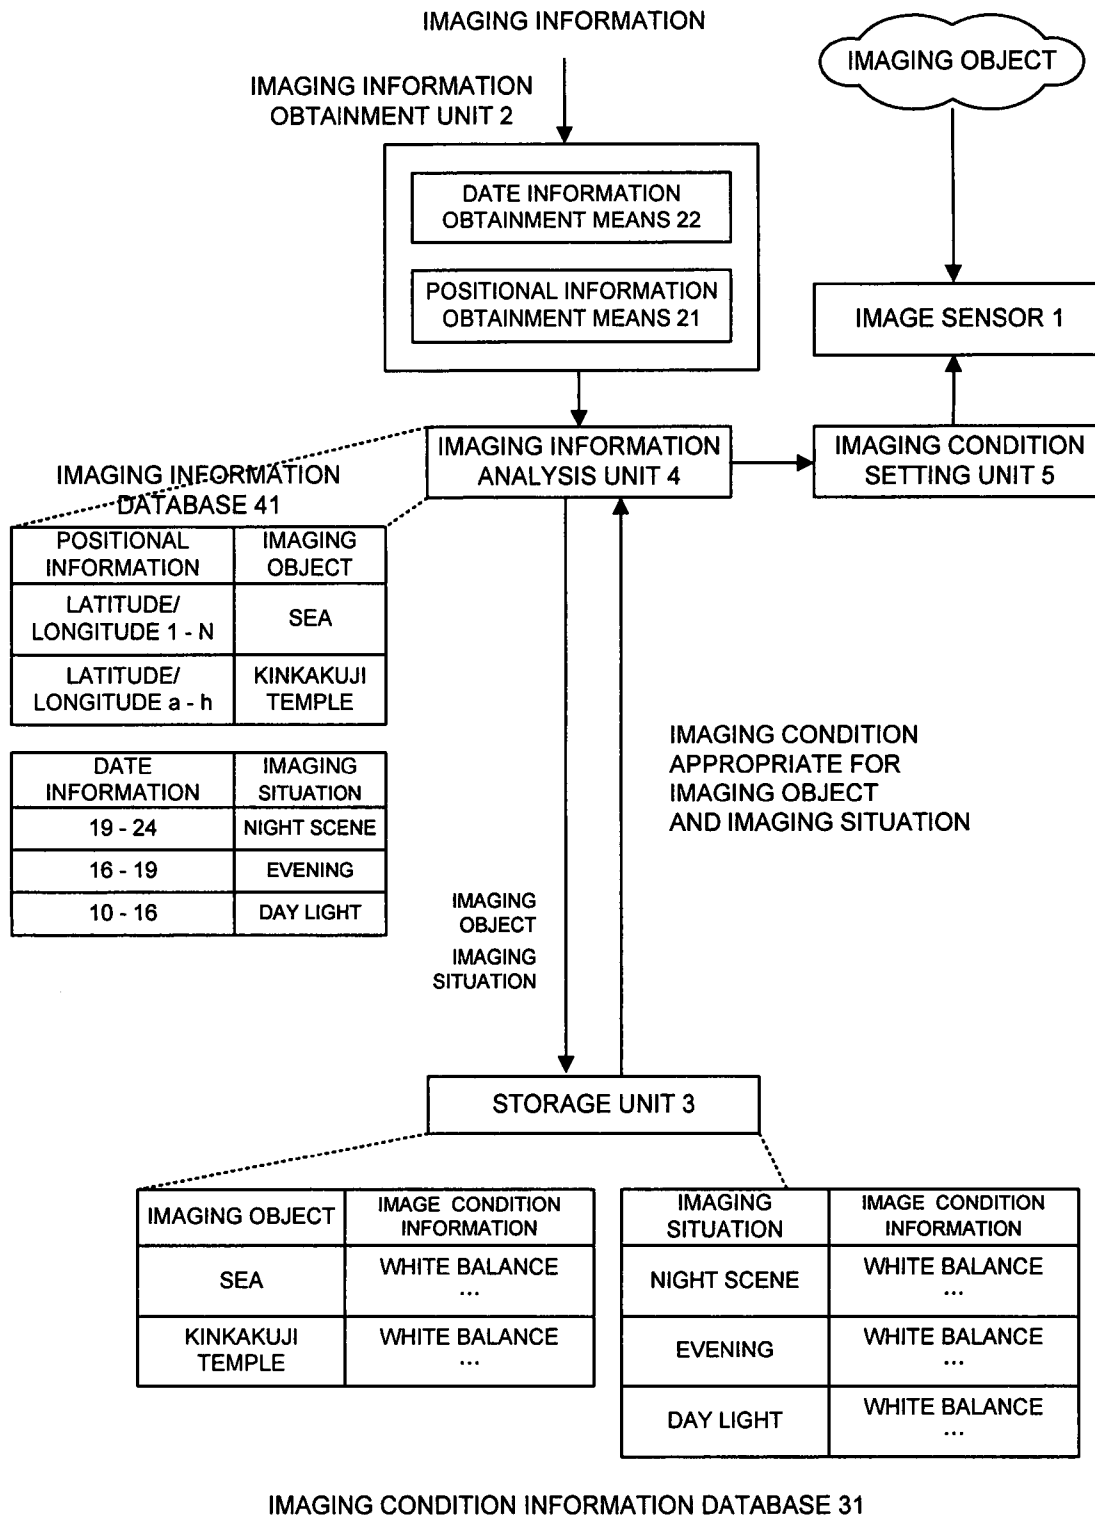 IMAGING INFORMATION
IMAGING OBJECT
IMAGING INFORMATION
OBTAINMENT UNIT 2
DATE INFORMATION
OBTAINMENT MEANS 22
POSITIONAL INFORMATION
OBTAINMENT MEANS 21
IMAGE SENSOR 1
IMAGING INFORMATION
ANALYSIS UNIT 4
IMAGING CONDITION
SETTING UNIT 5
IMAGING INFORMATION
DATABASE 41
POSITIONAL
INFORMATION
IMAGING
OBJECT
LATITUDE/
LONGITUDE 1 - N
SEA
LATITUDE/
LONGITUDE a - h
KINKAKUJI
TEMPLE
DATE
INFORMATION
IMAGING
SITUATION
19 - 24
NIGHT SCENE
16 - 19
EVENING
10 - 16
DAY LIGHT
IMAGING CONDITION
APPROPRIATE FOR
IMAGING OBJECT
AND IMAGING SITUATION
IMAGING
OBJECT
IMAGING
SITUATION
STORAGE UNIT 3
IMAGING OBJECT
IMAGE CONDITION
INFORMATION
SEA
WHITE BALANCE
...
KINKAKUJI
TEMPLE
WHITE BALANCE
...
IMAGING
SITUATION
IMAGE CONDITION
INFORMATION
NIGHT SCENE
WHITE BALANCE
...
EVENING
WHITE BALANCE
...
DAY LIGHT
WHITE BALANCE
...
IMAGING CONDITION INFORMATION DATABASE 31